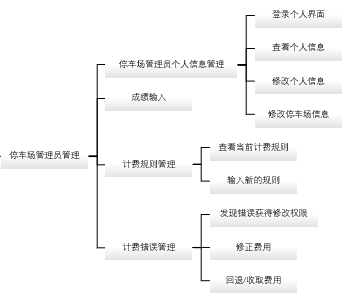 登录个人界面
查看个人信息
停车场管理员个人信息管理
修改个人信息
成绩输入
修改停车场信息
查看当前计费规则
停车场管理员管理
计费规则管理
输入新的规则
发现错误获得修改权限
计费错误管理
修正费用
回退/收取费用